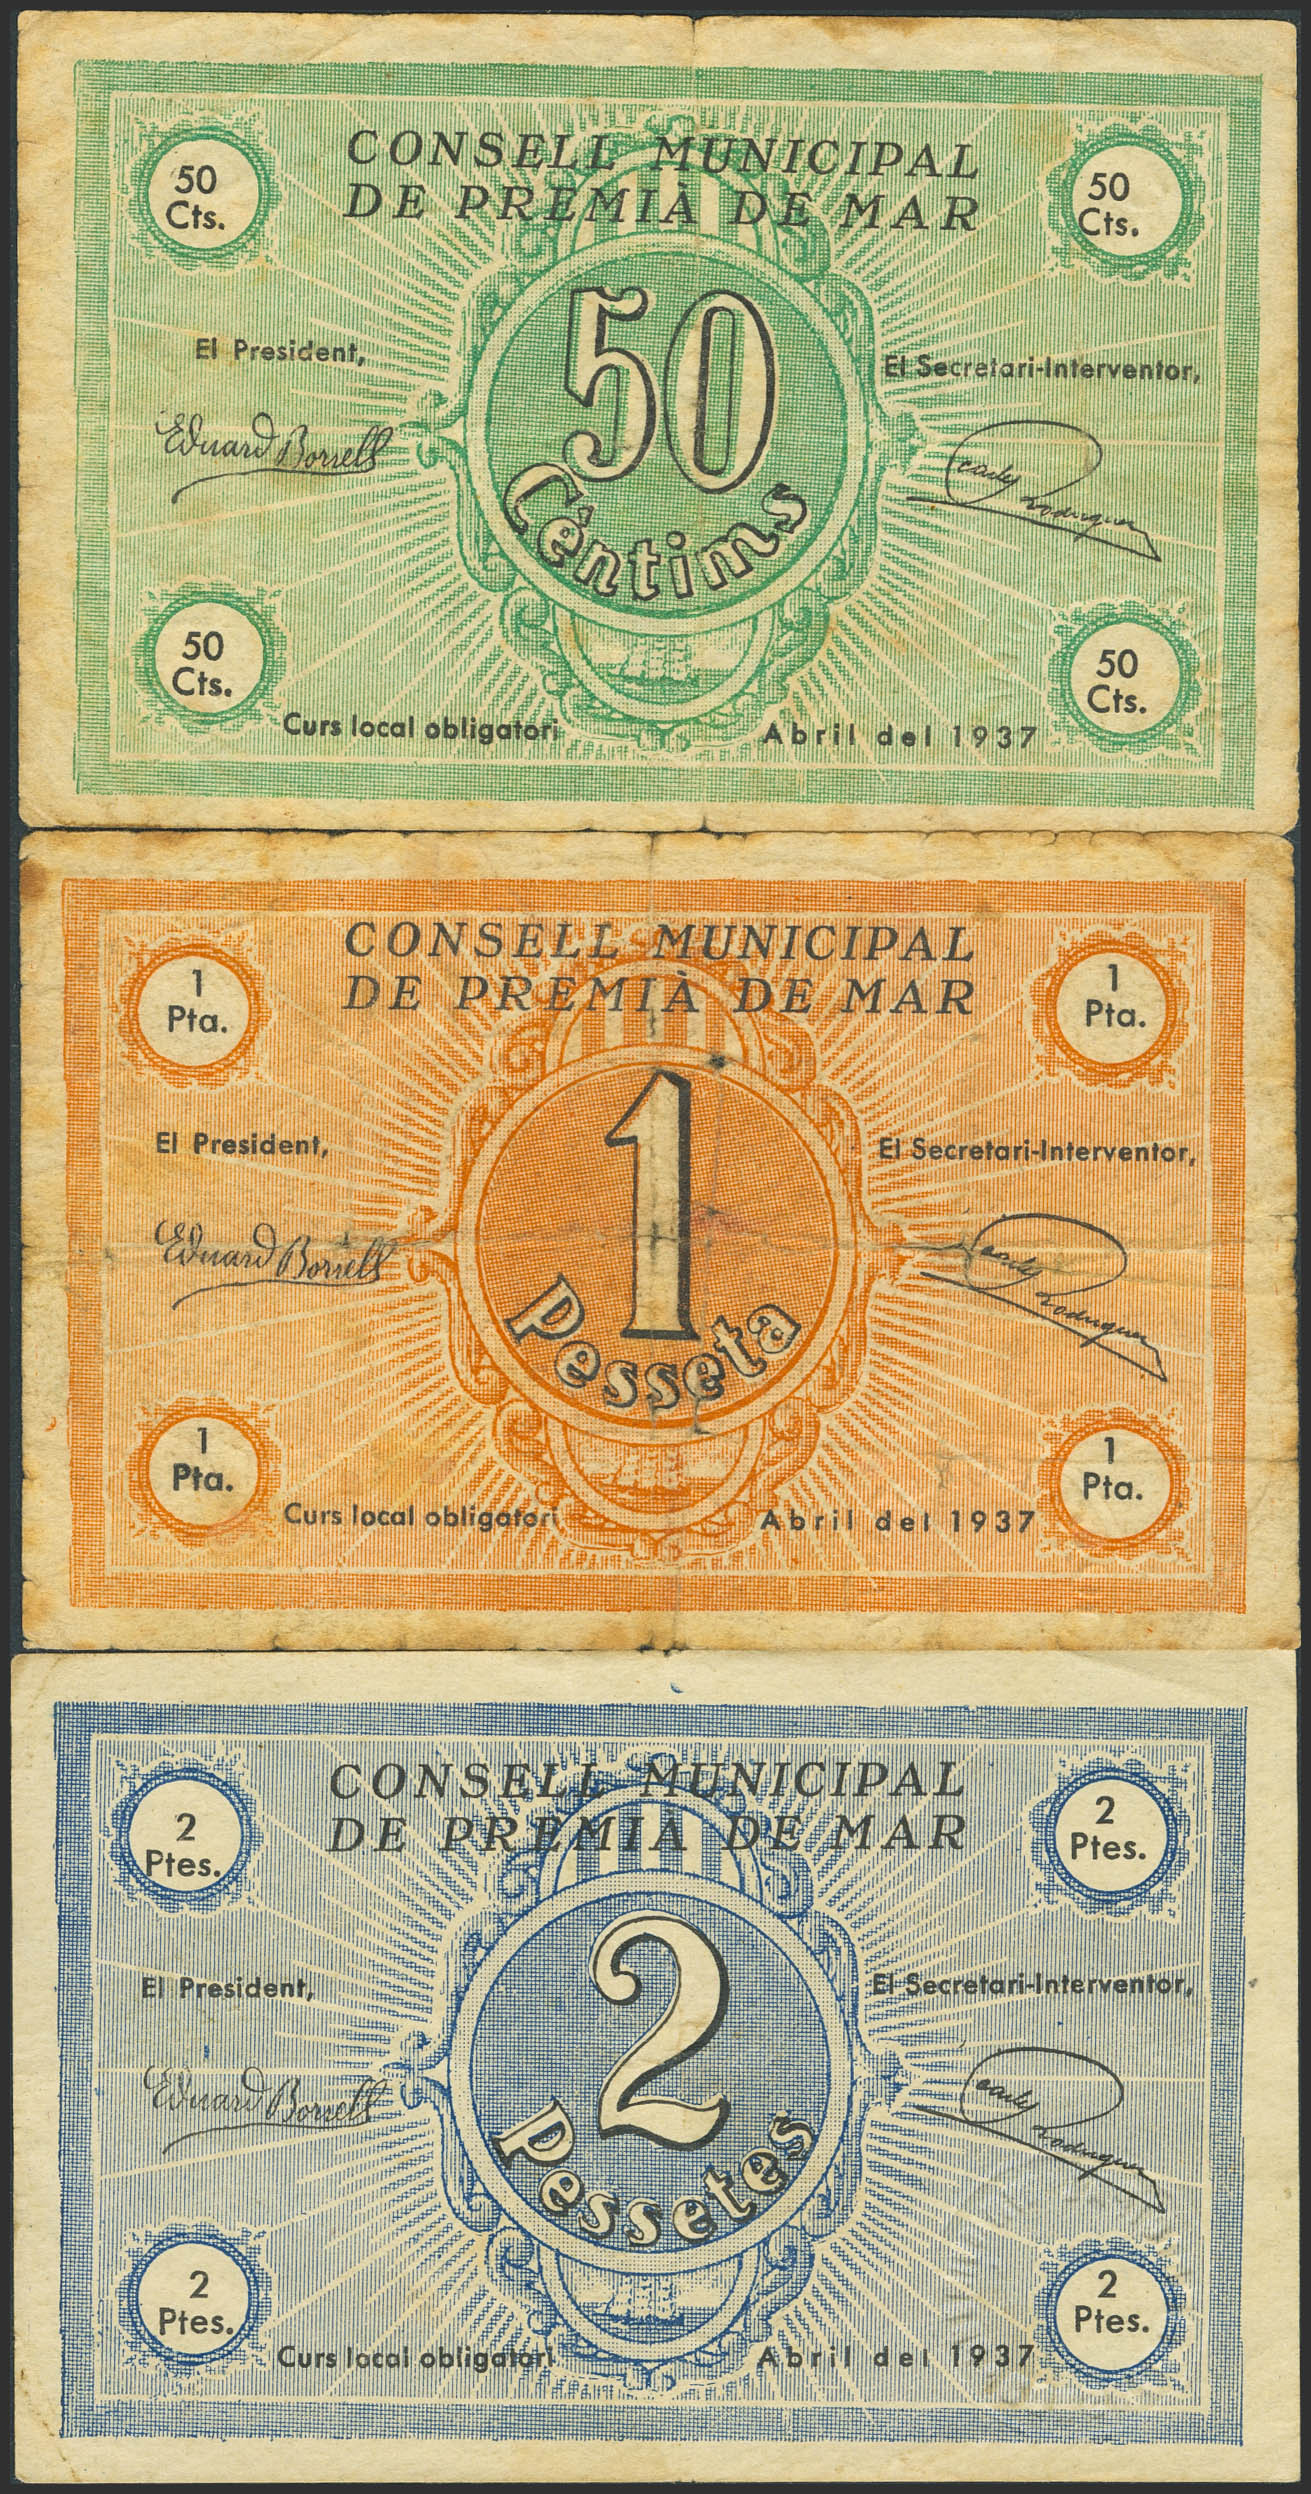 CONSELL MUNICIPAL
DE PREMIÀ DE MAR
50
Cts.
50
Cts.
50
Cèntims
El President,
El Secretari-Interventor,
Eduard Borrell
50
Cts.
50
Cts.
Curs local obligatori
Abril del 1937
CONSELL MUNICIPAL
DE PREMIÀ DE MAR
1
Pta.
1
Pta.
1
Pesseta
El President,
El Secretari-Interventor,
Eduard Borrell
1
Pta.
1
Pta.
Curs local obligatori
Abril del 1937
CONSELL MUNICIPAL
DE PREMIÀ DE MAR
2
Ptes.
2
Ptes.
2
Pessetes
El President,
El Secretari-Interventor,
Eduard Borrell
2
Ptes.
2
Ptes.
Curs local obligatori
Abril del 1937